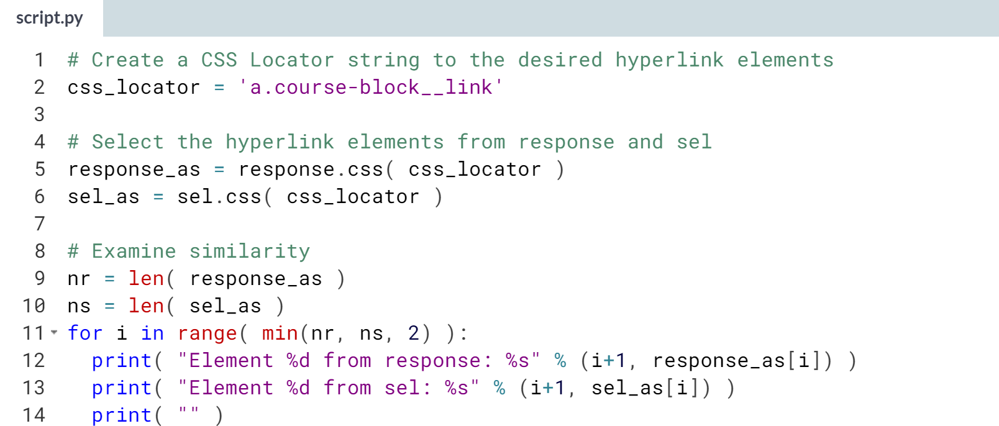 script.py
1 # Create a CSS Locator string to the desired hyperlink elements
2 css_locator = 'a.course-block__link'
3
4 # Select the hyperlink elements from response and sel
5 response_as = response.css( css_locator )
6 sel_as = sel.css( css_locator )
7
8 # Examine similarity
9 nr = len( response_as )
10 ns = len( sel_as )
11 for i in range( min(nr, ns, 2) ):
12   print( "Element %d from response: %s" % (i+1, response_as[i]) )
13   print( "Element %d from sel: %s" % (i+1, sel_as[i]) )
14   print( "" )